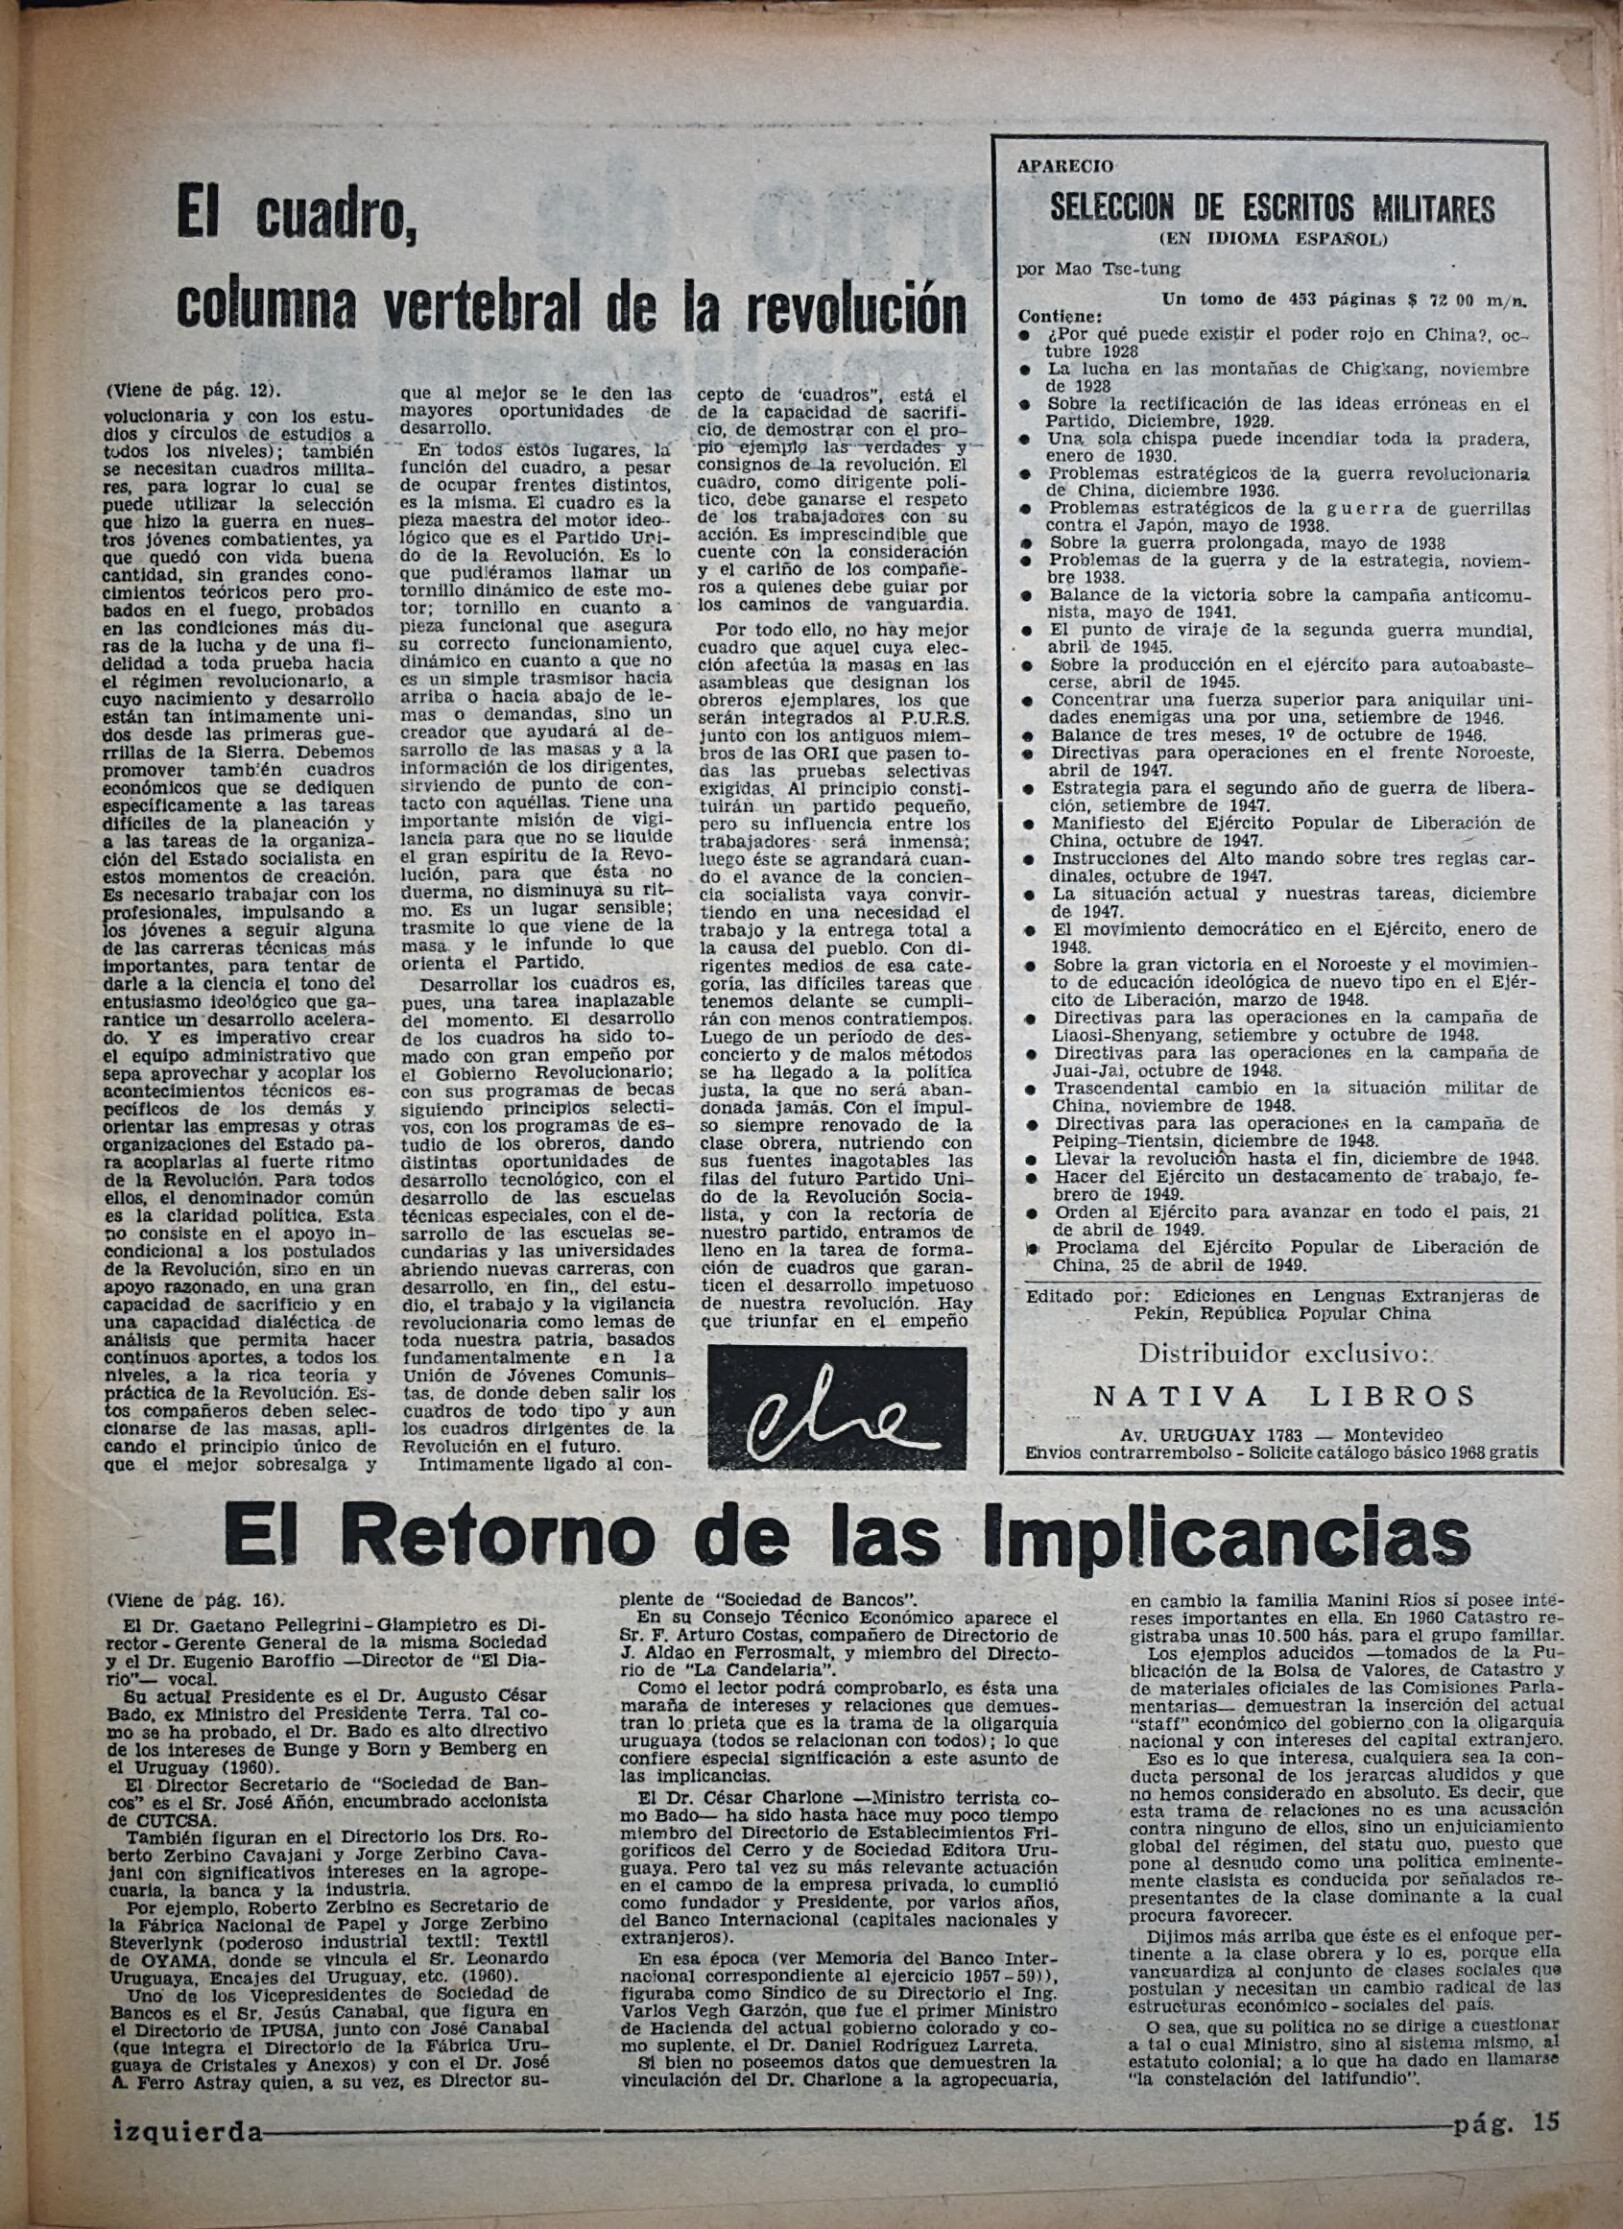 El cuadro,
columna vertebral de la revolución
(Viene de pág. 12).
volucionaria y con los estu-
dios y círculos de estudios a
todos los niveles); también
se necesitan cuadros milita-
res, para lograr lo cual se
puede utilizar la selección
que hizo la guerra en nues-
tros jóvenes combatientes, ya
que quedó con vida buena
cantidad, sin grandes cono-
cimientos teóricos pero pro-
bados en el fuego, probados
en las condiciones más du-
ras de la lucha y de una fi-
delidad a toda prueba hacia
el régimen revolucionario, a
cuyo nacimiento y desarrollo
están tan íntimamente uni-
dos desde las primeras gue-
rrillas de la Sierra. Debemos
promover también cuadros
económicos que se dediquen
específicamente a las tareas
difíciles de la planeación y
a las tareas de la organiza-
ción del Estado socialista en
estos momentos de creación.
Es necesario trabajar con los
profesionales, impulsando a
los jóvenes a seguir alguna
de las carreras técnicas más
importantes, para tentar de
darle a la ciencia el tono del
entusiasmo ideológico que ga-
rantice un desarrollo acelera-
do. Y es imperativo crear
el equipo administrativo que
sepa aprovechar y acoplar los
acontecimientos técnicos es-
pecíficos de los demás y
orientar las empresas y otras
organizaciones del Estado pa-
ra acoplarlas al fuerte ritmo
de la Revolución. Para todos
ellos, el denominador común
es la claridad política. Esta
no consiste en el apoyo in-
condicional a los postulados
de la Revolución, sino en un
apoyo razonado, en una gran
capacidad de sacrificio y en
una capacidad dialéctica de
análisis que permita hacer
continuos aportes, a todos los
niveles, a la rica teoría y
práctica de la Revolución. Es-
tos compañeros deben selec-
cionarse de las masas, apli-
cando el principio único de
que el mejor sobresalga y
que al mejor se le den las
mayores oportunidades de
desarrollo.
En todos estos lugares, la
función del cuadro, a pesar
de ocupar frentes distintos,
es la misma. El cuadro es la
pieza maestra del motor ideo-
lógico que es el Partido Uni-
do de la Revolución. Es lo
que pudiéramos llamar un
tornillo dinámico de este mo-
tor; tornillo en cuanto a
pieza funcional que asegura
su correcto funcionamiento,
dinámico en cuanto a que no
es un simple trasmisor hacia
arriba o hacia abajo de le-
mas o demandas, sino un
creador que ayudará al de-
sarrollo de las masas y a la
información de los dirigentes,
sirviendo de punto de con-
tacto con aquéllas. Tiene una
importante misión de vigi-
lancia para que no se liquide
el gran espíritu de la Revo-
lución, para que ésta no
duerma, no disminuya su rit-
mo. Es un lugar sensible;
trasmite lo que viene de la
masa y le infunde lo que
orienta el Partido.
Desarrollar los cuadros es,
pues, una tarea inaplazable
del momento. El desarrollo
de los cuadros ha sido to-
mado con gran empeño por
el Gobierno Revolucionario;
con sus programas de becas
siguiendo principios selecti-
vos, con los programas de es-
tudio de los obreros, dando
distintas oportunidades de
desarrollo tecnológico, con el
desarrollo de las escuelas
técnicas especiales, con el de-
sarrollo de las escuelas se-
cundarias y las universidades
abriendo nuevas carreras, con
desarrollo, en fin,, del estu-
dio, el trabajo y la vigilancia
revolucionaria como lemas de
toda nuestra patria, basados
fundamentalmente en la
Unión de Jóvenes Comunis-
tas, de donde deben salir los
cuadros de todo tipo y aun
los cuadros dirigentes de la
Revolución en el futuro.
Intimamente ligado al con-
cepto de 'cuadros", está el
de la capacidad de sacrifi-
cio, de demostrar con el pro-
pio ejemplo las verdades y
consignos de la revolución. El
cuadro, como dirigente polí-
tico, debe ganarse el respeto
de los trabajadores con su
acción. Es imprescindible que
cuente con la consideración
y el cariño de los compañe-
ros a quienes debe guiar por
los caminos de vanguardia.
Por todo ello, no hay mejor
cuadro que aquel cuya elec-
ción afectúa la masas en las
asambleas que designan los
obreros ejemplares, los que
serán integrados al P.U.R.S.
junto con los antiguos miem-
bros de las ORI que pasen to-
das las pruebas selectivas
exigidas. Al principio consti-
tuirán un partido pequeño,
pero su influencia entre los
trabajadores será inmensa;
luego éste se agrandará cuan-
do el avance de la concien-
cia socialista vaya convir-
tiendo en una necesidad el
trabajo y la entrega total a
la causa del pueblo. Con di-
rigentes medios de esa cate-
goría, las difíciles tareas que
tenemos delante se cumpli-
rán con menos contratiempos.
Luego de un período de des-
concierto y de malos métodos
se ha llegado a la política
justa, la que no será aban-
donada jamás. Con el impul-
so siempre renovado de la
clase obrera, nutriendo con
sus fuentes inagotables las
filas del futuro Partido Uni-
do de la Revolución Socia-
lista, y con la rectoría de
nuestro partido, entramos de
lleno en la tarea de forma-
ción de cuadros que garan-
ticen el desarrollo impetuoso
de nuestra revolución. Hay
que triunfar en el empeño
che
APARECIO
SELECCION DE ESCRITOS MILITARES
(EN IDIOMA ESPAÑOL)
por Mao Tse-tung
Un tomo de 453 páginas $ 72 00 m/n.
Contiene:
● ¿Por qué puede existir el poder rojo en China?, oc-
tubre 1928
● La lucha en las montañas de Chigkang, noviembre
de 1928
● Sobre la rectificación de las ideas erróneas en el
Partido, Diciembre, 1929.
● Una sola chispa puede incendiar toda la pradera,
enero de 1930.
● Problemas estratégicos de la guerra revolucionaria
de China, diciembre 1936.
● Problemas estratégicos de la guerra de guerrillas
contra el Japón, mayo de 1938.
● Sobre la guerra prolongada, mayo de 1938
● Problemas de la guerra y de la estrategia, noviem-
bre 1938.
● Balance de la victoria sobre la campaña anticomu-
nista, mayo de 1941.
● El punto de viraje de la segunda guerra mundial,
abril de 1945.
● Sobre la producción en el ejército para autoabaste-
cerse, abril de 1945.
● Concentrar una fuerza superior para aniquilar uni-
dades enemigas una por una, setiembre de 1946.
● Balance de tres meses, 1º de octubre de 1946.
● Directivas para operaciones en el frente Noroeste,
abril de 1947.
● Estrategia para el segundo año de guerra de libera-
ción, setiembre de 1947.
● Manifiesto del Ejército Popular de Liberación de
China, octubre de 1947.
● Instrucciones del Alto mando sobre tres reglas car-
dinales, octubre de 1947.
● La situación actual y nuestras tareas, diciembre
de 1947.
● El movimiento democrático en el Ejército, enero de
1948.
● Sobre la gran victoria en el Noroeste y el movimien-
to de educación ideológica de nuevo tipo en el Ejér-
cito de Liberación, marzo de 1948.
● Directivas para las operaciones en la campaña de
Liaosi-Shenyang, setiembre y octubre de 1948.
● Directivas para las operaciones en la campaña de
Juai-Jai, octubre de 1948.
● Trascendental cambio en la situación militar de
China, noviembre de 1948.
● Directivas para las operaciones en la campaña de
Peiping-Tientsin, diciembre de 1948.
● Llevar la revolución hasta el fin, diciembre de 1948.
● Hacer del Ejército un destacamento de trabajo, fe-
brero de 1949.
● Orden al Ejército para avanzar en todo el país, 21
de abril de 1949.
● Proclama del Ejército Popular de Liberación de
China, 25 de abril de 1949.
Editado por: Ediciones en Lenguas Extranjeras de
Pekín, República Popular China
Distribuidor exclusivo:
NATIVA LIBROS
Av. URUGUAY 1783 — Montevideo
Envíos contrarrembolso - Solicite catálogo básico 1968 gratis
El Retorno de las Implicancias
(Viene de pág. 16).
El Dr. Gaetano Pellegrini-Giampietro es Di-
rector - Gerente General de la misma Sociedad
y el Dr. Eugenio Baroffio —Director de "El Dia-
rio"— vocal.
Su actual Presidente es el Dr. Augusto César
Bado, ex Ministro del Presidente Terra. Tal co-
mo se ha probado, el Dr. Bado es alto directivo
de los intereses de Bunge y Born y Bemberg en
el Uruguay (1960).
El Director Secretario de "Sociedad de Ban-
cos" es el Sr. José Añón, encumbrado accionista
de CUTCSA.
También figuran en el Directorio los Drs. Ro-
berto Zerbino Cavajani y Jorge Zerbino Cava-
jani con significativos intereses en la agrope-
cuaria, la banca y la industria.
Por ejemplo, Roberto Zerbino es Secretario de
la Fábrica Nacional de Papel y Jorge Zerbino
Steverlynk (poderoso industrial textil: Textil
de OYAMA, donde se vincula el Sr. Leonardo
Uruguaya, Encajes del Uruguay, etc. (1960).
Uno de los Vicepresidentes de Sociedad de
Bancos es el Sr. Jesús Canabal, que figura en
el Directorio de IPUSA, junto con José Canabal
(que integra el Directorio de la Fábrica Uru-
guaya de Cristales y Anexos) y con el Dr. José
A. Ferro Astray quien, a su vez, es Director su-
plente de "Sociedad de Bancos".
En su Consejo Técnico Económico aparece el
Sr. F. Arturo Costas, compañero de Directorio de
J. Aldao en Ferrosmalt, y miembro del Directo-
rio de "La Candelaria".
Como el lector podrá comprobarlo, es ésta una
maraña de intereses y relaciones que demues-
tran lo prieta que es la trama de la oligarquía
uruguaya (todos se relacionan con todos); lo que
confiere especial significación a este asunto de
las implicancias.
El Dr. César Charlone —Ministro terrista co-
mo Bado— ha sido hasta hace muy poco tiempo
miembro del Directorio de Establecimientos Fri-
goríficos del Cerro y de Sociedad Editora Uru-
guaya. Pero tal vez su más relevante actuación
en el campo de la empresa privada, lo cumplió
como fundador y Presidente, por varios años,
del Banco Internacional (capitales nacionales y
extranjeros).
En esa época (ver Memoria del Banco Inter-
nacional correspondiente al ejercicio 1957-59)),
figuraba como Síndico de su Directorio el Ing.
Varlos Vegh Garzón, que fue el primer Ministro
de Hacienda del actual gobierno colorado y co-
mo suplente, el Dr. Daniel Rodríguez Larreta.
Si bien no poseemos datos que demuestren la
vinculación del Dr. Charlone a la agropecuaria,
en cambio la familia Manini Ríos sí posee inte-
reses importantes en ella. En 1960 Catastro re-
gistraba unas 10.500 hás. para el grupo familiar.
Los ejemplos aducidos —tomados de la Pu-
blicación de la Bolsa de Valores, de Catastro y
de materiales oficiales de las Comisiones Parla-
mentarias— demuestran la inserción del actual
"staff" económico del gobierno con la oligarquía
nacional y con intereses del capital extranjero.
Eso es lo que interesa, cualquiera sea la con-
ducta personal de los jerarcas aludidos y que
no hemos considerado en absoluto. Es decir, que
esta trama de relaciones no es una acusación
contra ninguno de ellos, sino un enjuiciamiento
global del régimen, del statu quo, puesto que
pone al desnudo como una política eminente-
mente clasista es conducida por señalados re-
presentantes de la clase dominante a la cual
procura favorecer.
Dijimos más arriba que éste es el enfoque per-
tinente a la clase obrera y lo es, porque ella
vanguardiza al conjunto de clases sociales que
postulan y necesitan un cambio radical de las
estructuras económico-sociales del país.
O sea, que su política no se dirige a cuestionar
a tal o cual Ministro, sino al sistema mismo, al
estatuto colonial; a lo que ha dado en llamarse
"la constelación del latifundio".
izquierda
pág. 15